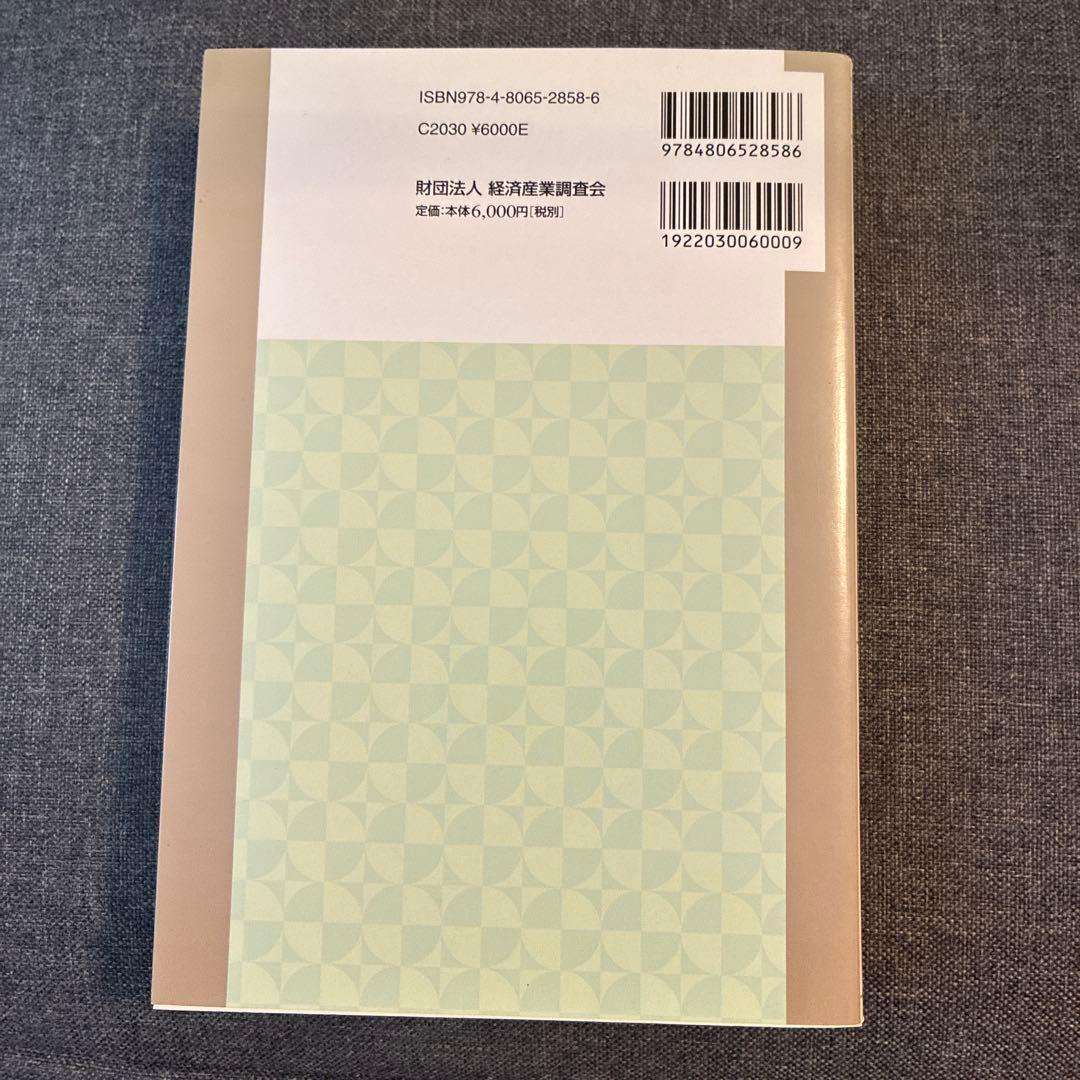 ISBN978-4-8065-2858-6
C2030 ¥6000E
財団法人 経済産業調査会
定価:本体6,000円[税別]
9784806528586
1922030060009